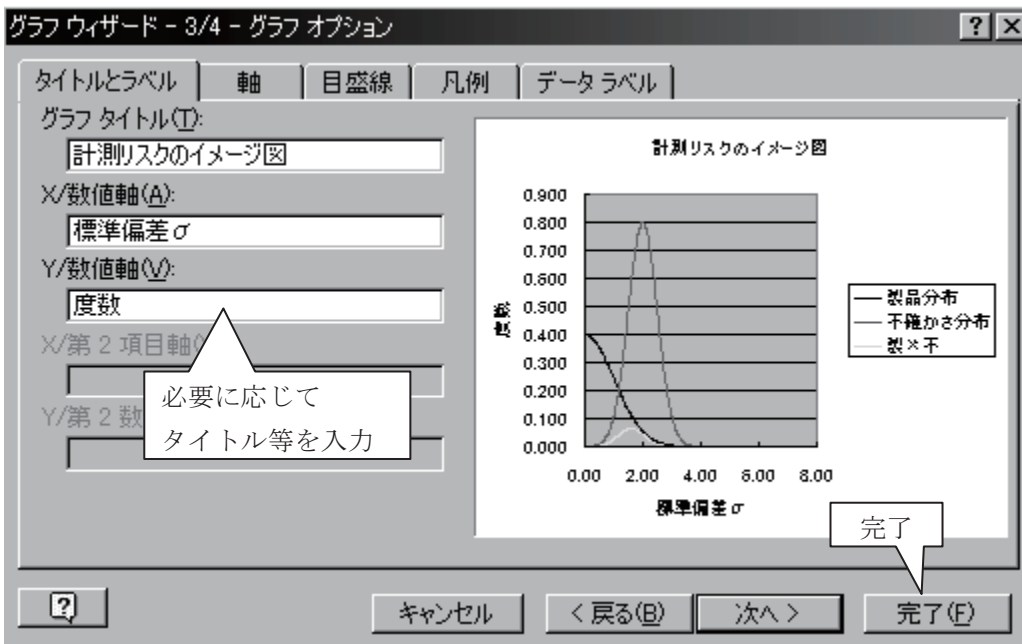 グラフ ウィザード - 3/4 - グラフ オプション
タイトルとラベル 軸 目盛線 凡例 データ ラベル
グラフ タイトル(T):
計測リスクのイメージ図
X/数値軸(A):
標準偏差σ
Y/数値軸(V):
度数
X/第 2 項目軸
Y/第 2 数
必要に応じて
タイトル等を入力
計測リスクのイメージ図
0.900
0.800
0.700
0.600
0.500
0.400
0.300
0.200
0.100
0.000
0.00 2.00 4.00 6.00 8.00
標準偏差σ
製品分布
不確かさ分布
製×不
完了
キャンセル
< 戻る(B)
次へ >
完了(F)